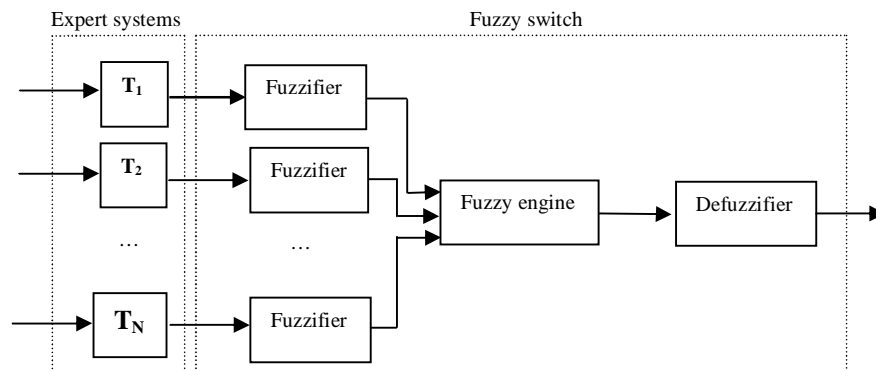 Expert systems
Fuzzy switch
T1
Fuzzifier
T2
Fuzzifier
Fuzzy engine
Defuzzifier
…
…
TN
Fuzzifier